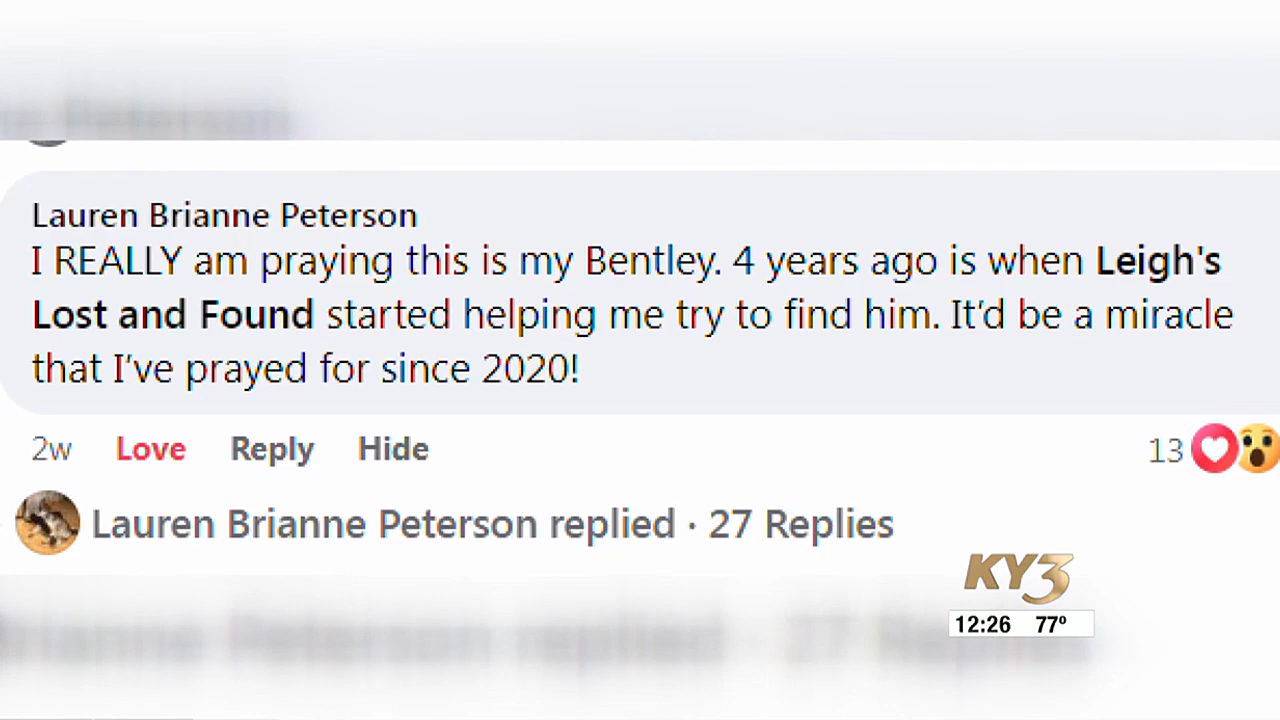 Lauren Brianne Peterson
I REALLY am praying this is my Bentley. 4 years ago is when Leigh's
Lost and Found started helping me try to find him. It'd be a miracle
that I've prayed for since 2020!
2w Love Reply Hide 13
Lauren Brianne Peterson replied · 27 Replies
KY3
12:26 77º